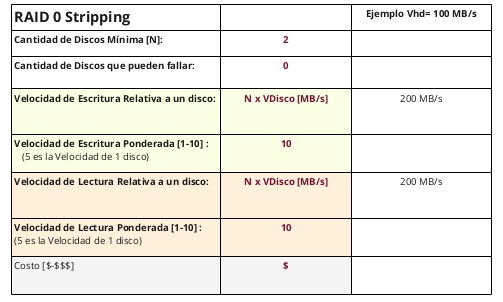 RAID 0 Stripping Ejemplo Vhd= 100 MB/s
Cantidad de Discos Mínima [N]: 2
Cantidad de Discos que pueden fallar: 0
Velocidad de Escritura Relativa a un disco: N x VDisco [MB/s] 200 MB/s
Velocidad de Escritura Ponderada [1-10] : 10
(5 es la Velocidad de 1 disco)
Velocidad de Lectura Relativa a un disco: N x VDisco [MB/s] 200 MB/s
Velocidad de Lectura Ponderada [1-10] : 10
(5 es la Velocidad de 1 disco)
Costo [$-$$$] $